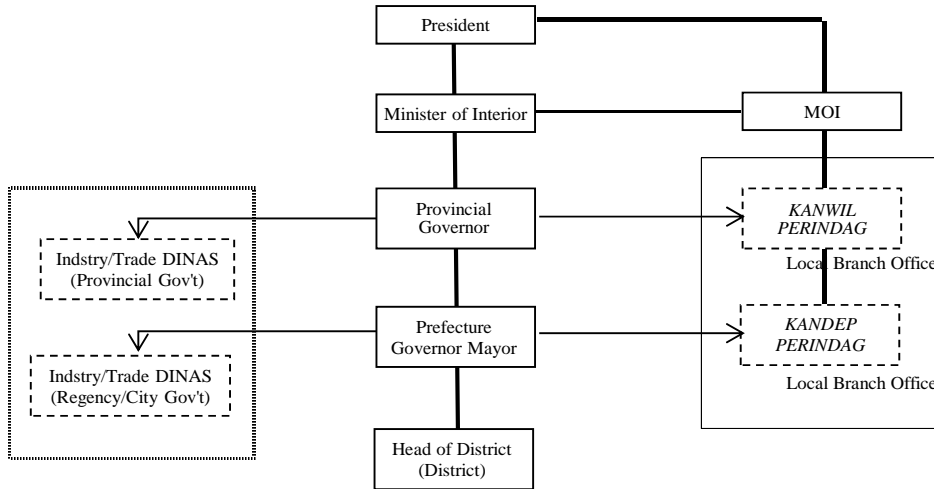 President
Minister of Interior
MOI
Provincial
Governor
KANWIL
PERINDAG
Local Branch Office
Indstry/Trade DINAS
(Provincial Gov't)
Prefecture
Governor Mayor
KANDEP
PERINDAG
Local Branch Office
Indstry/Trade DINAS
(Regency/City Gov't)
Head of District
(District)